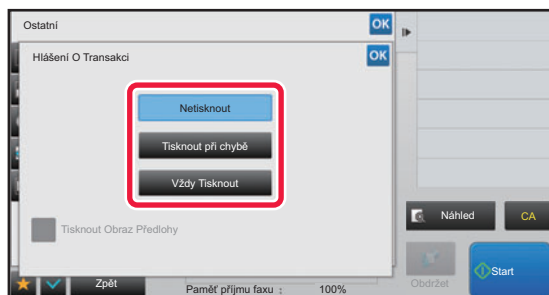 Ostatní
OK
Hlášení O Transakci
OK
Netisknout
Tisknout při chybě
Vždy Tisknout
Tisknout Obraz Předlohy
Náhled
CA
Zpět
Paměť příjmu faxu : 100%
Obdržet
Start